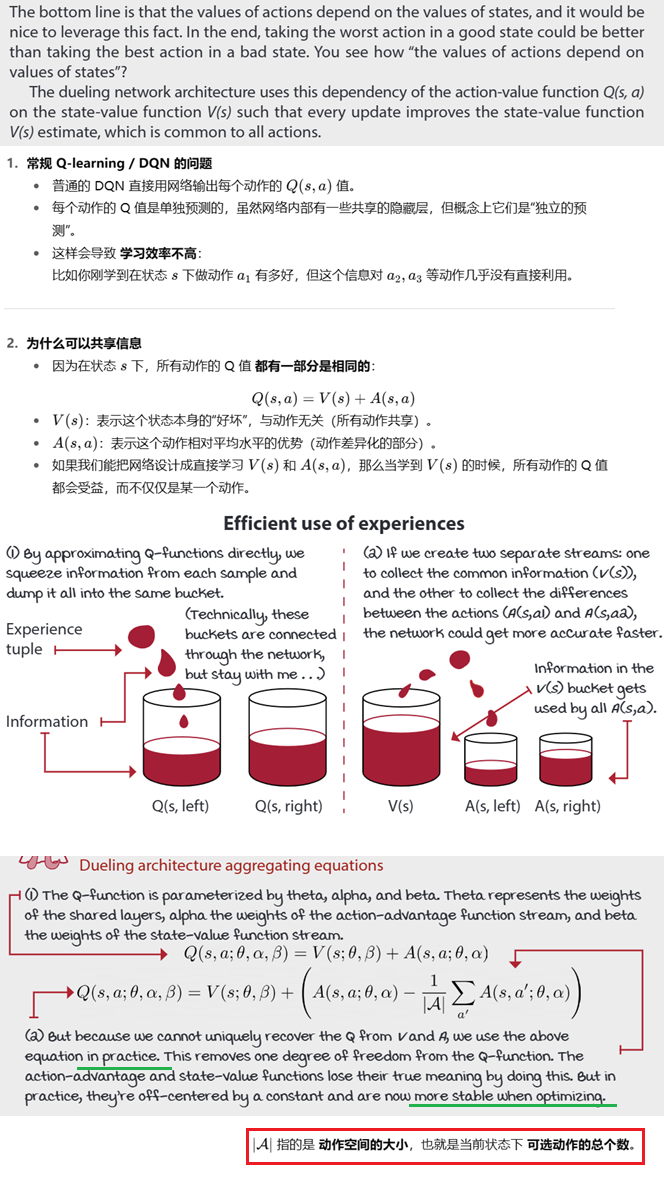 The bottom line is that the values of actions depend on the values of states, and it would be
nice to leverage this fact. In the end, taking the worst action in a good state could be better
than taking the best action in a bad state. You see how “the values of actions depend on
values of states”?
The dueling network architecture uses this dependency of the action-value function Q(s, a)
on the state-value function V(s) such that every update improves the state-value function
V(s) estimate, which is common to all actions.
1. 常规 Q-learning / DQN 的问题
• 普通的 DQN 直接用网络输出每个动作的 Q(s, a) 值。
• 每个动作的 Q 值是单独预测的，虽然网络内部有一些共享的隐藏层，但概念上它们是“独立的预
测”。
• 这样会导致 学习效率不高：
比如你刚学到在状态 s 下做动作 a₁ 有多好，但这个信息对 a₂, a₃ 等动作几乎没有直接利用。
2. 为什么可以共享信息
• 因为在状态 s 下，所有动作的 Q 值 都有一部分是相同的：
Q(s, a) = V(s) + A(s, a)
• V(s)：表示这个状态本身的“好坏”，与动作无关（所有动作共享）。
• A(s, a)：表示这个动作相对平均水平的优势（动作差异化的部分）。
• 如果我们能把网络设计成直接学习 V(s) 和 A(s, a)，那么当学到 V(s) 的时候，所有动作的 Q 值
都会受益，而不仅仅是某一个动作。
Efficient use of experiences
(1) By approximating Q-functions directly, we
squeeze information from each sample and
dump it all into the same bucket.
(Technically, these
buckets are connected
through the network,
but stay with me . . .)
Experience
tuple
Information
Q(s, left)
Q(s, right)
(2) If we create two separate streams: one
to collect the common information (V(s)),
and the other to collect the differences
between the actions (A(s,a1) and A(s,a2)),
the network could get more accurate faster.
Information in the
V(s) bucket gets
used by all A(s,a).
V(s)
A(s, left)
A(s, right)
Dueling architecture aggregating equations
(1) The Q-function is parameterized by theta, alpha, and beta. Theta represents the weights
of the shared layers, alpha the weights of the action-advantage function stream, and beta
the weights of the state-value function stream.
Q(s, a; θ, α, β) = V(s; θ, β) + A(s, a; θ, α)
Q(s, a; θ, α, β) = V(s; θ, β) + ( A(s, a; θ, α) − 1/|𝒜| ∑_{a'} A(s, a'; θ, α) )
(2) But because we cannot uniquely recover the Q from V and A, we use the above
equation in practice. This removes one degree of freedom from the Q-function. The
action-advantage and state-value functions lose their true meaning by doing this. But in
practice, they're off-centered by a constant and are now more stable when optimizing.
|𝒜| 指的是 动作空间的大小，也就是当前状态下 可选动作的总个数。